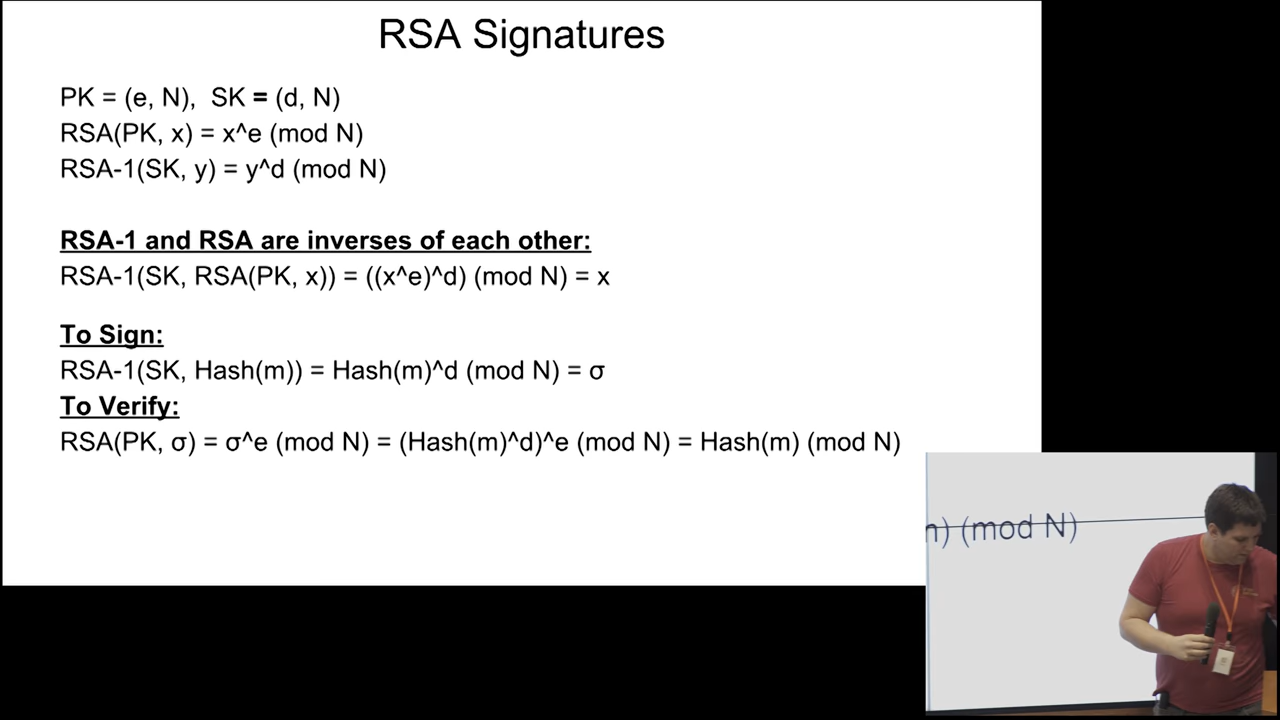 RSA Signatures
PK = (e, N), SK = (d, N)
RSA(PK, x) = x^e (mod N)
RSA-1(SK, y) = y^d (mod N)
RSA-1 and RSA are inverses of each other:
RSA-1(SK, RSA(PK, x)) = ((x^e)^d) (mod N) = x
To Sign:
RSA-1(SK, Hash(m)) = Hash(m)^d (mod N) = σ
To Verify:
RSA(PK, σ) = σ^e (mod N) = (Hash(m)^d)^e (mod N) = Hash(m) (mod N)
) (mod N)